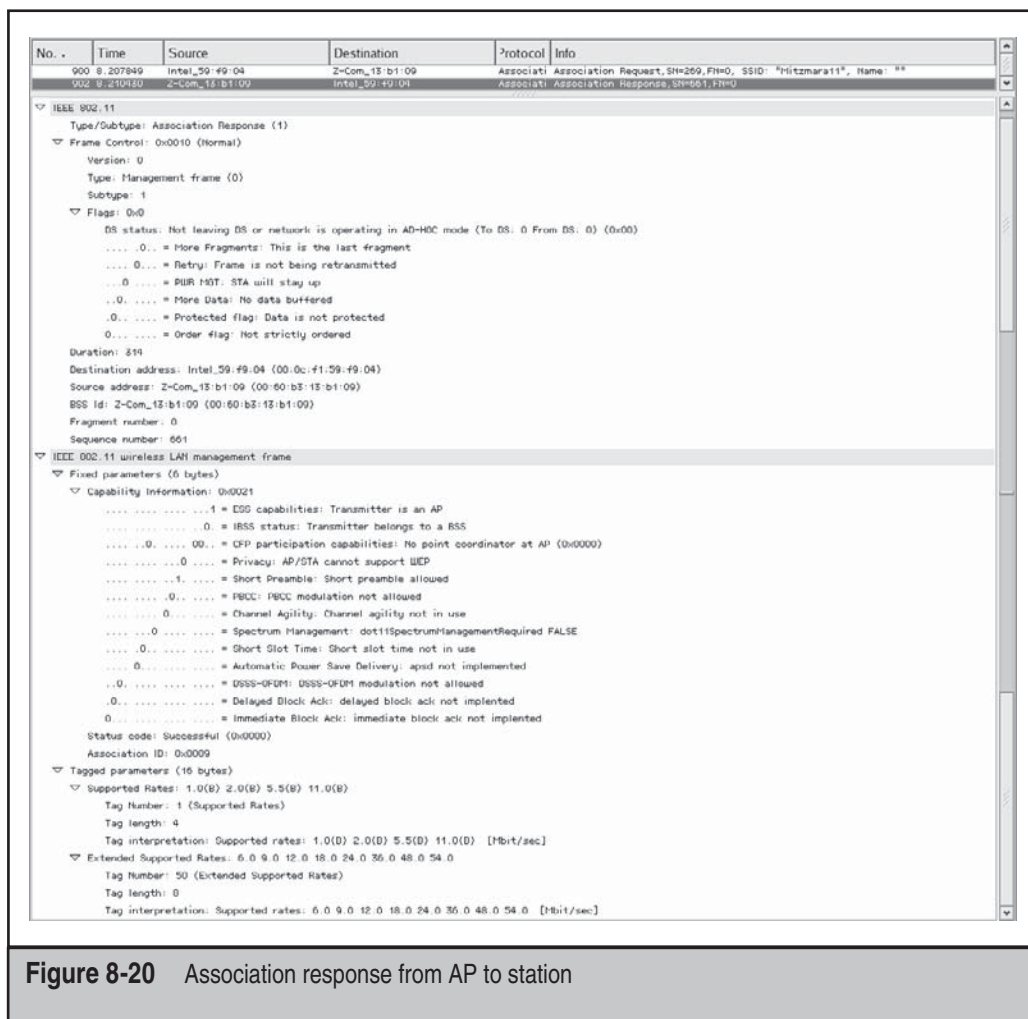 No. . Time Source Destination Protocol Info
900 8.207849 Intel_59:f9:04 Z-Com_13:b1:09 Associati Association Request,SN=269,FN=0, SSID: "Mitzmara11", Name: ""
902 8.210430 Z-Com_13:b1:09 Intel_59:f9:04 Associati Association Response,SN=661,FN=0
IEEE 802.11
Type/Subtype: Association Response (1)
Frame Control: 0x0010 (Normal)
Version: 0
Type: Management frame (0)
Subtype: 1
Flags: 0x0
DS status: Not leaving DS or network is operating in AD-HOC mode (To DS: 0 From DS: 0) (0x00)
.... .0.. = More Fragments: This is the last fragment
.... 0... = Retry: Frame is not being retransmitted
...0 .... = PWR MGT: STA will stay up
..0. .... = More Data: No data buffered
.0.. .... = Protected flag: Data is not protected
0... .... = Order flag: Not strictly ordered
Duration: 314
Destination address: Intel_59:f9:04 (00:0c:f1:59:f9:04)
Source address: Z-Com_13:b1:09 (00:60:b3:13:b1:09)
BSS Id: Z-Com_13:b1:09 (00:60:b3:13:b1:09)
Fragment number: 0
Sequence number: 661
IEEE 802.11 wireless LAN management frame
Fixed parameters (6 bytes)
Capability Information: 0x0021
.... .... .... ...1 = ESS capabilities: Transmitter is an AP
.... .... .... ..0. = IBSS status: Transmitter belongs to a BSS
.... ..0. .... 00.. = CFP participation capabilities: No point coordinator at AP (0x0000)
.... .... ...0 .... = Privacy: AP/STA cannot support WEP
.... .... ..1. .... = Short Preamble: Short preamble allowed
.... .... .0.. .... = PBCC: PBCC modulation not allowed
.... .... 0... .... = Channel Agility: Channel agility not in use
.... ...0 .... .... = Spectrum Management: dot11SpectrumManagementRequired FALSE
.... .0.. .... .... = Short Slot Time: Short slot time not in use
.... 0... .... .... = Automatic Power Save Delivery: apsd not implemented
..0. .... .... .... = DSSS-OFDM: DSSS-OFDM modulation not allowed
.0.. .... .... .... = Delayed Block Ack: delayed block ack not implented
0... .... .... .... = Immediate Block Ack: immediate block ack not implented
Status code: Successful (0x0000)
Association ID: 0x0009
Tagged parameters (16 bytes)
Supported Rates: 1.0(B) 2.0(B) 5.5(B) 11.0(B)
Tag Number: 1 (Supported Rates)
Tag length: 4
Tag interpretation: Supported rates: 1.0(B) 2.0(B) 5.5(B) 11.0(B) [Mbit/sec]
Extended Supported Rates: 6.0 9.0 12.0 18.0 24.0 36.0 48.0 54.0
Tag Number: 50 (Extended Supported Rates)
Tag length: 8
Tag interpretation: Supported rates: 6.0 9.0 12.0 18.0 24.0 36.0 48.0 54.0 [Mbit/sec]
Figure 8-20 Association response from AP to station